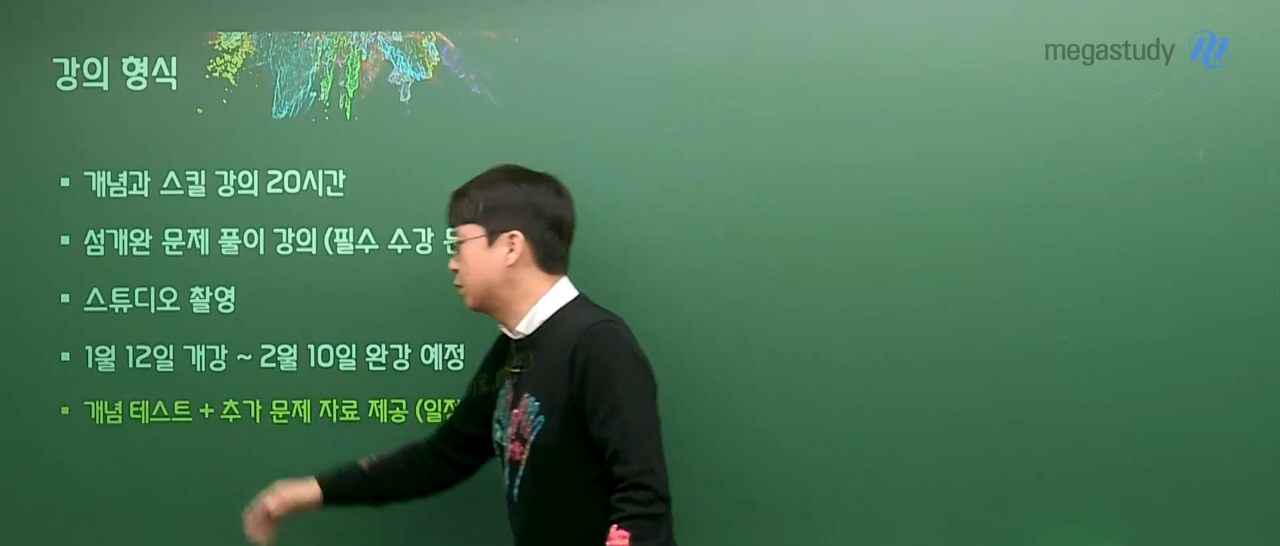 강의 형식
megastudy
▪ 개념과 스킬 강의 20시간
▪ 섬개완 문제 풀이 강의 (필수 수강
▪ 스튜디오 촬영
▪ 1월 12일 개강 ~ 2월 10일 완강 예정
▪ 개념 테스트 + 추가 문제 자료 제공 (일정